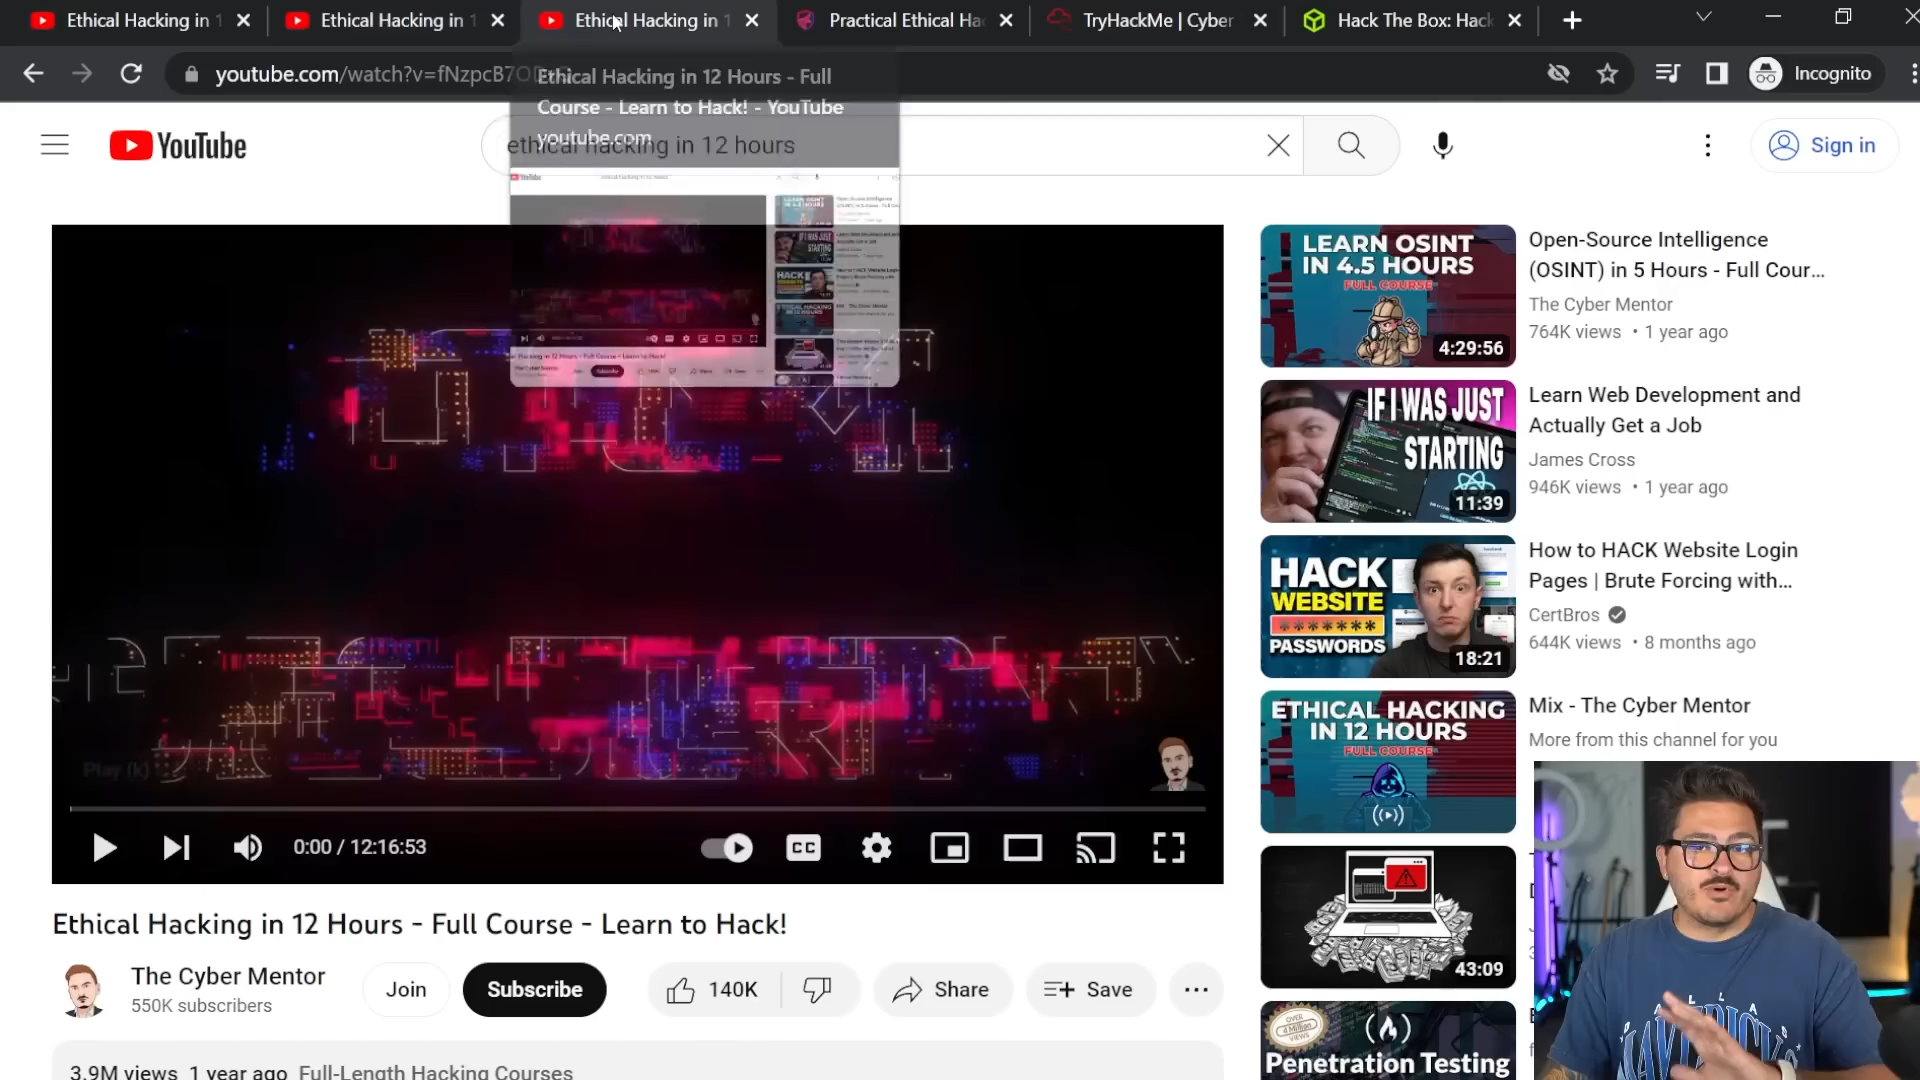 Ethical Hacking in 1
Ethical Hacking in 1
Ethical Hacking in 1
Practical Ethical Ha
TryHackMe | Cyber
Hack The Box: Hack
youtube.com/watch?v=fNzpcB7O
Incognito
Ethical Hacking in 12 Hours - Full
Course - Learn to Hack! - YouTube
youtube.com
YouTube
ethical hacking in 12 hours
Sign in
Play (k)
0:00 / 12:16:53
CC
Ethical Hacking in 12 Hours - Full Course - Learn to Hack!
The Cyber Mentor
550K subscribers
Join
Subscribe
140K
Share
Save
3.9M views 1 year ago Full-Length Hacking Courses
LEARN OSINT
IN 4.5 HOURS
FULL COURSE
4:29:56
Open-Source Intelligence
(OSINT) in 5 Hours - Full Cour...
The Cyber Mentor
764K views • 1 year ago
IF I WAS JUST
STARTING
11:39
Learn Web Development and
Actually Get a Job
James Cross
946K views • 1 year ago
HACK
WEBSITE
*******
PASSWORDS
18:21
How to HACK Website Login
Pages | Brute Forcing with...
CertBros
644K views • 8 months ago
ETHICAL HACKING
IN 12 HOURS
FULL COURSE
Mix - The Cyber Mentor
More from this channel for you
43:09
OVER
4 Million
VIEWS
Penetration Testing
DALLAS
MAVERICKS